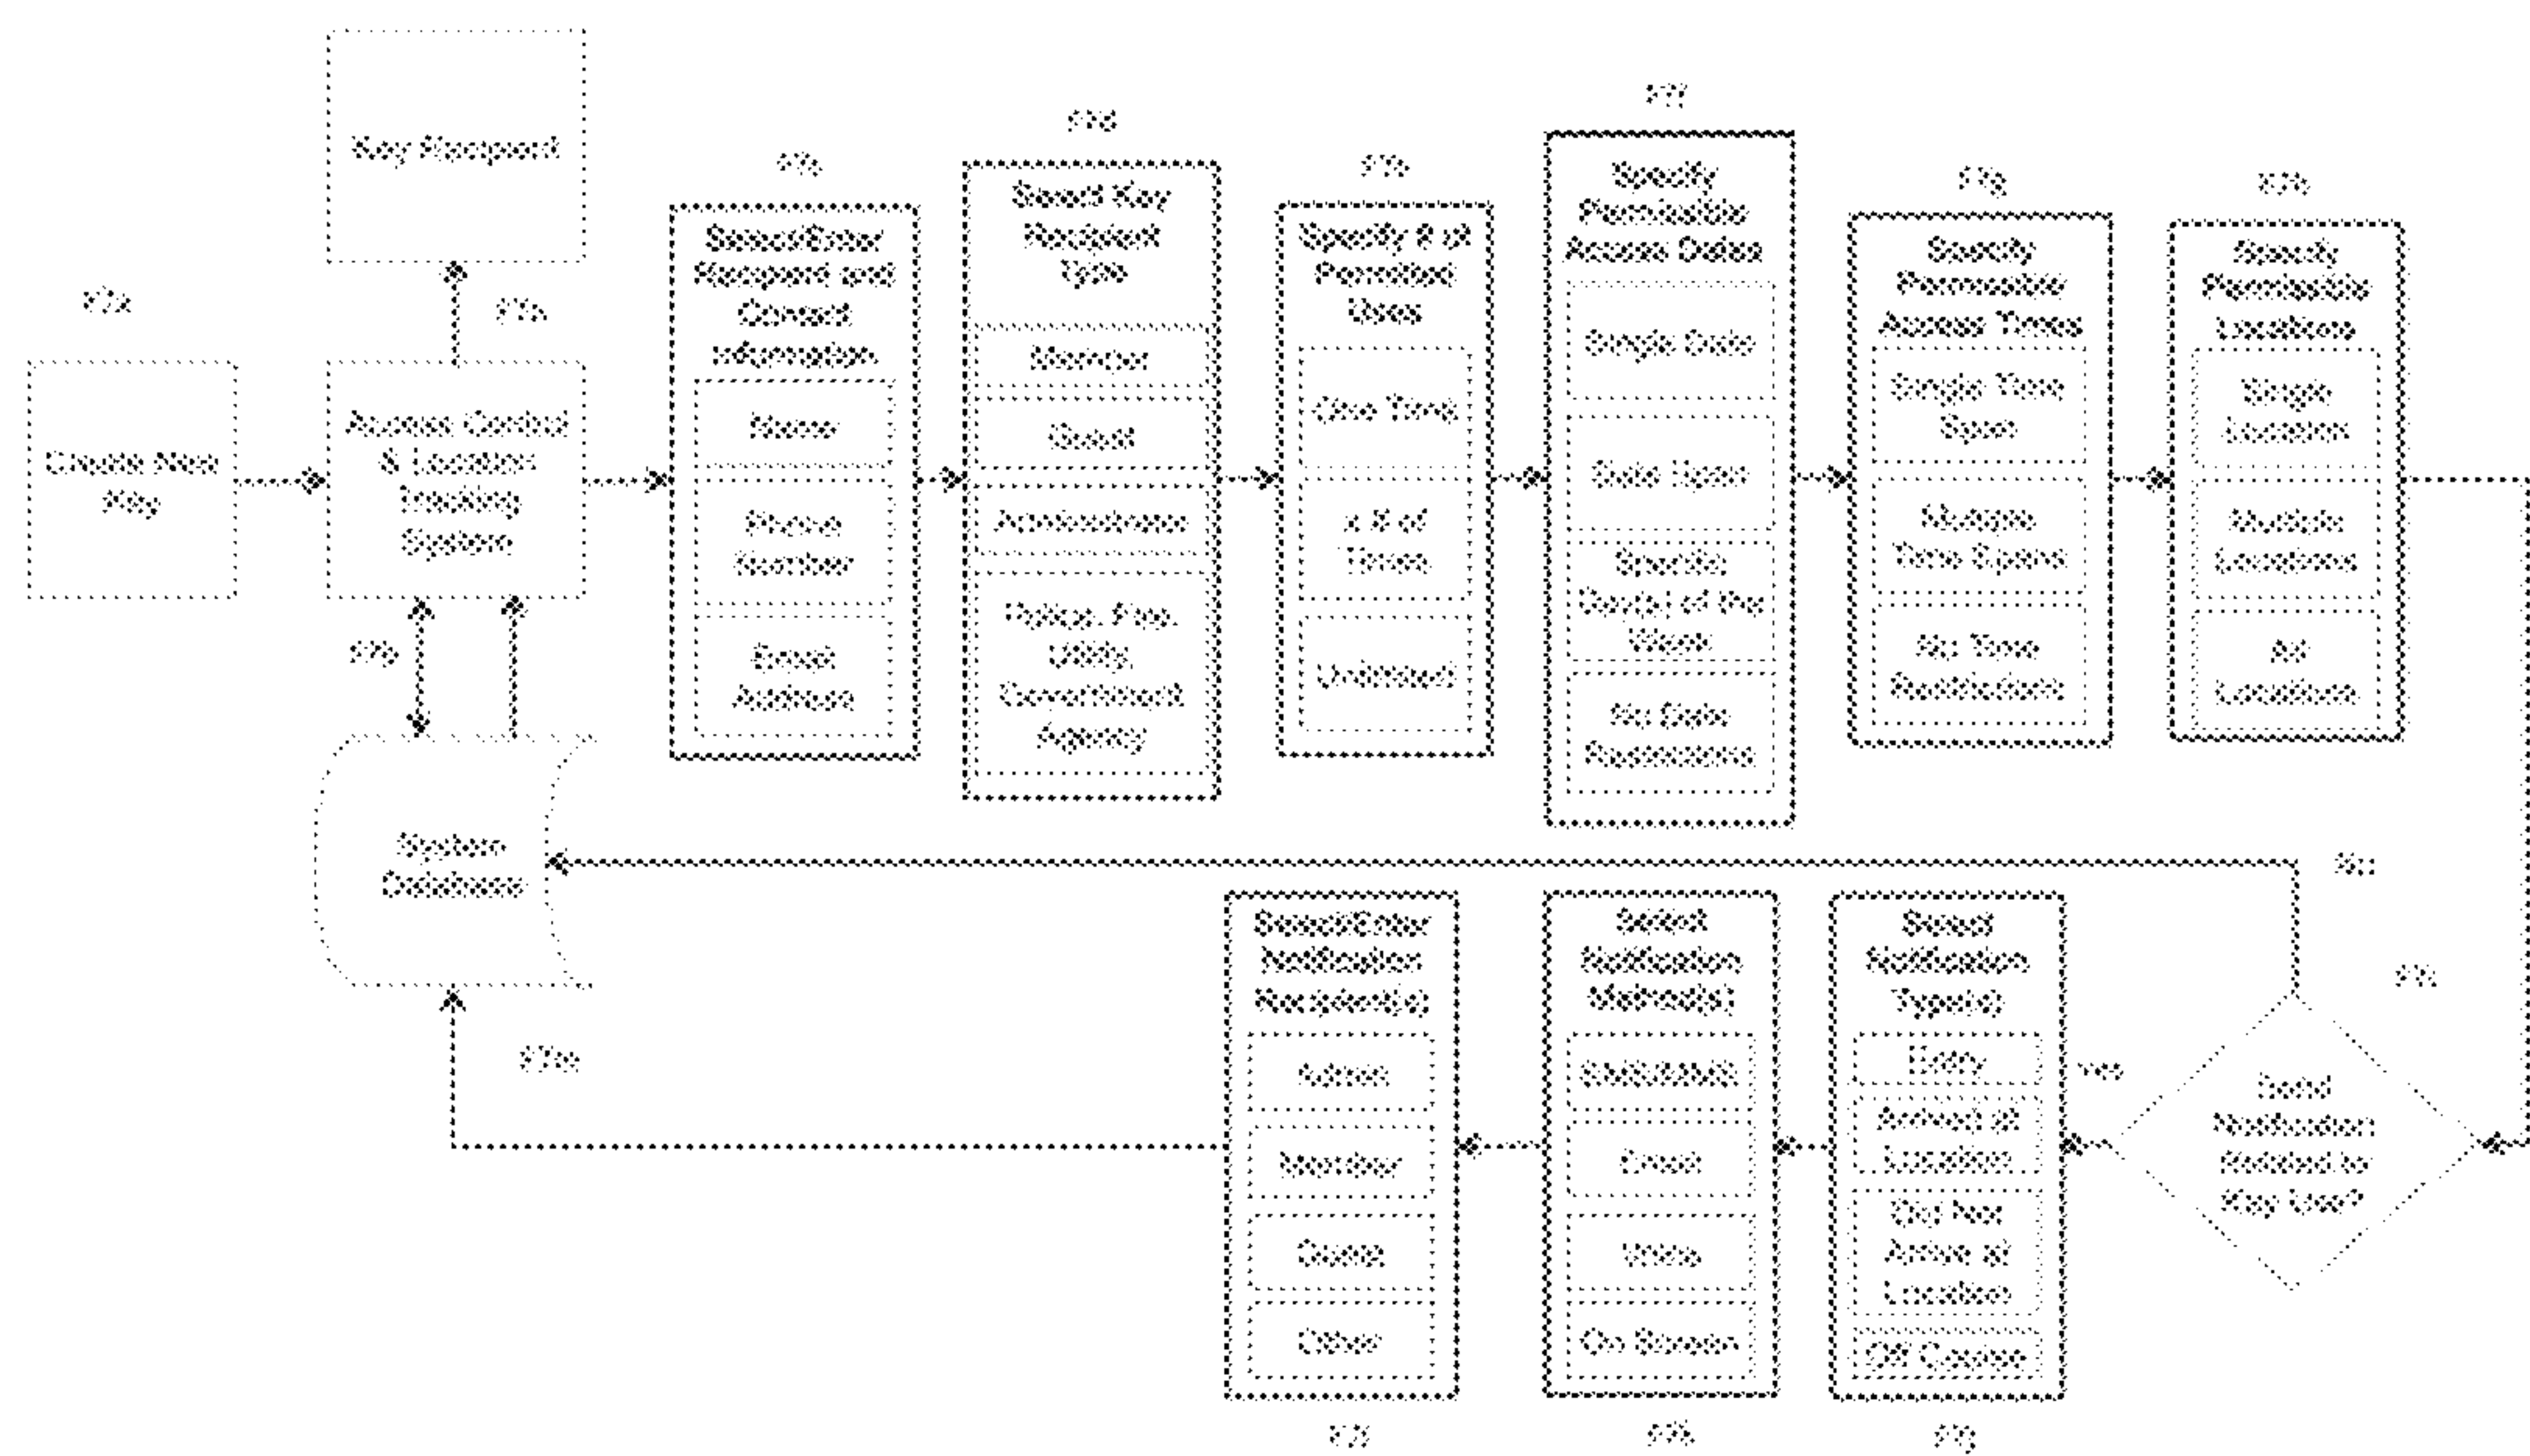 Key Recipient
Create New
Key
Access Control
& Location
Tracking
System
System
Database
Select/Enter
Recipient and
Contact
Information
Name
Phone
Number
Email
Address
Select Key
Recipient
Type
Member
Guest
Administrator
Police, Fire,
Utility,
Government
Agency
Specify # of
Permitted
Uses
One Time
x # of
Times
Unlimited
Specify
Permissible
Access Dates
Single Date
Date Span
Specific
Day(s) of the
Week
No Date
Restrictions
Specify
Permissible
Access Times
Single Time
Span
Multiple
Time Spans
No Time
Restrictions
Specify
Permissible
Locations
Single
Location
Multiple
Locations
All
Locations
Send
Notification
Related to
Key Use?
Yes
Select
Notification
Type(s)
Entry
Arrived at
Location
Did Not
Arrive at
Location
Off Course
Select
Notification
Method(s)
SMS/MMS
Email
Voice
On Screen
Select/Enter
Notification
Recipient(s)
Admin
Member
Guest
Other